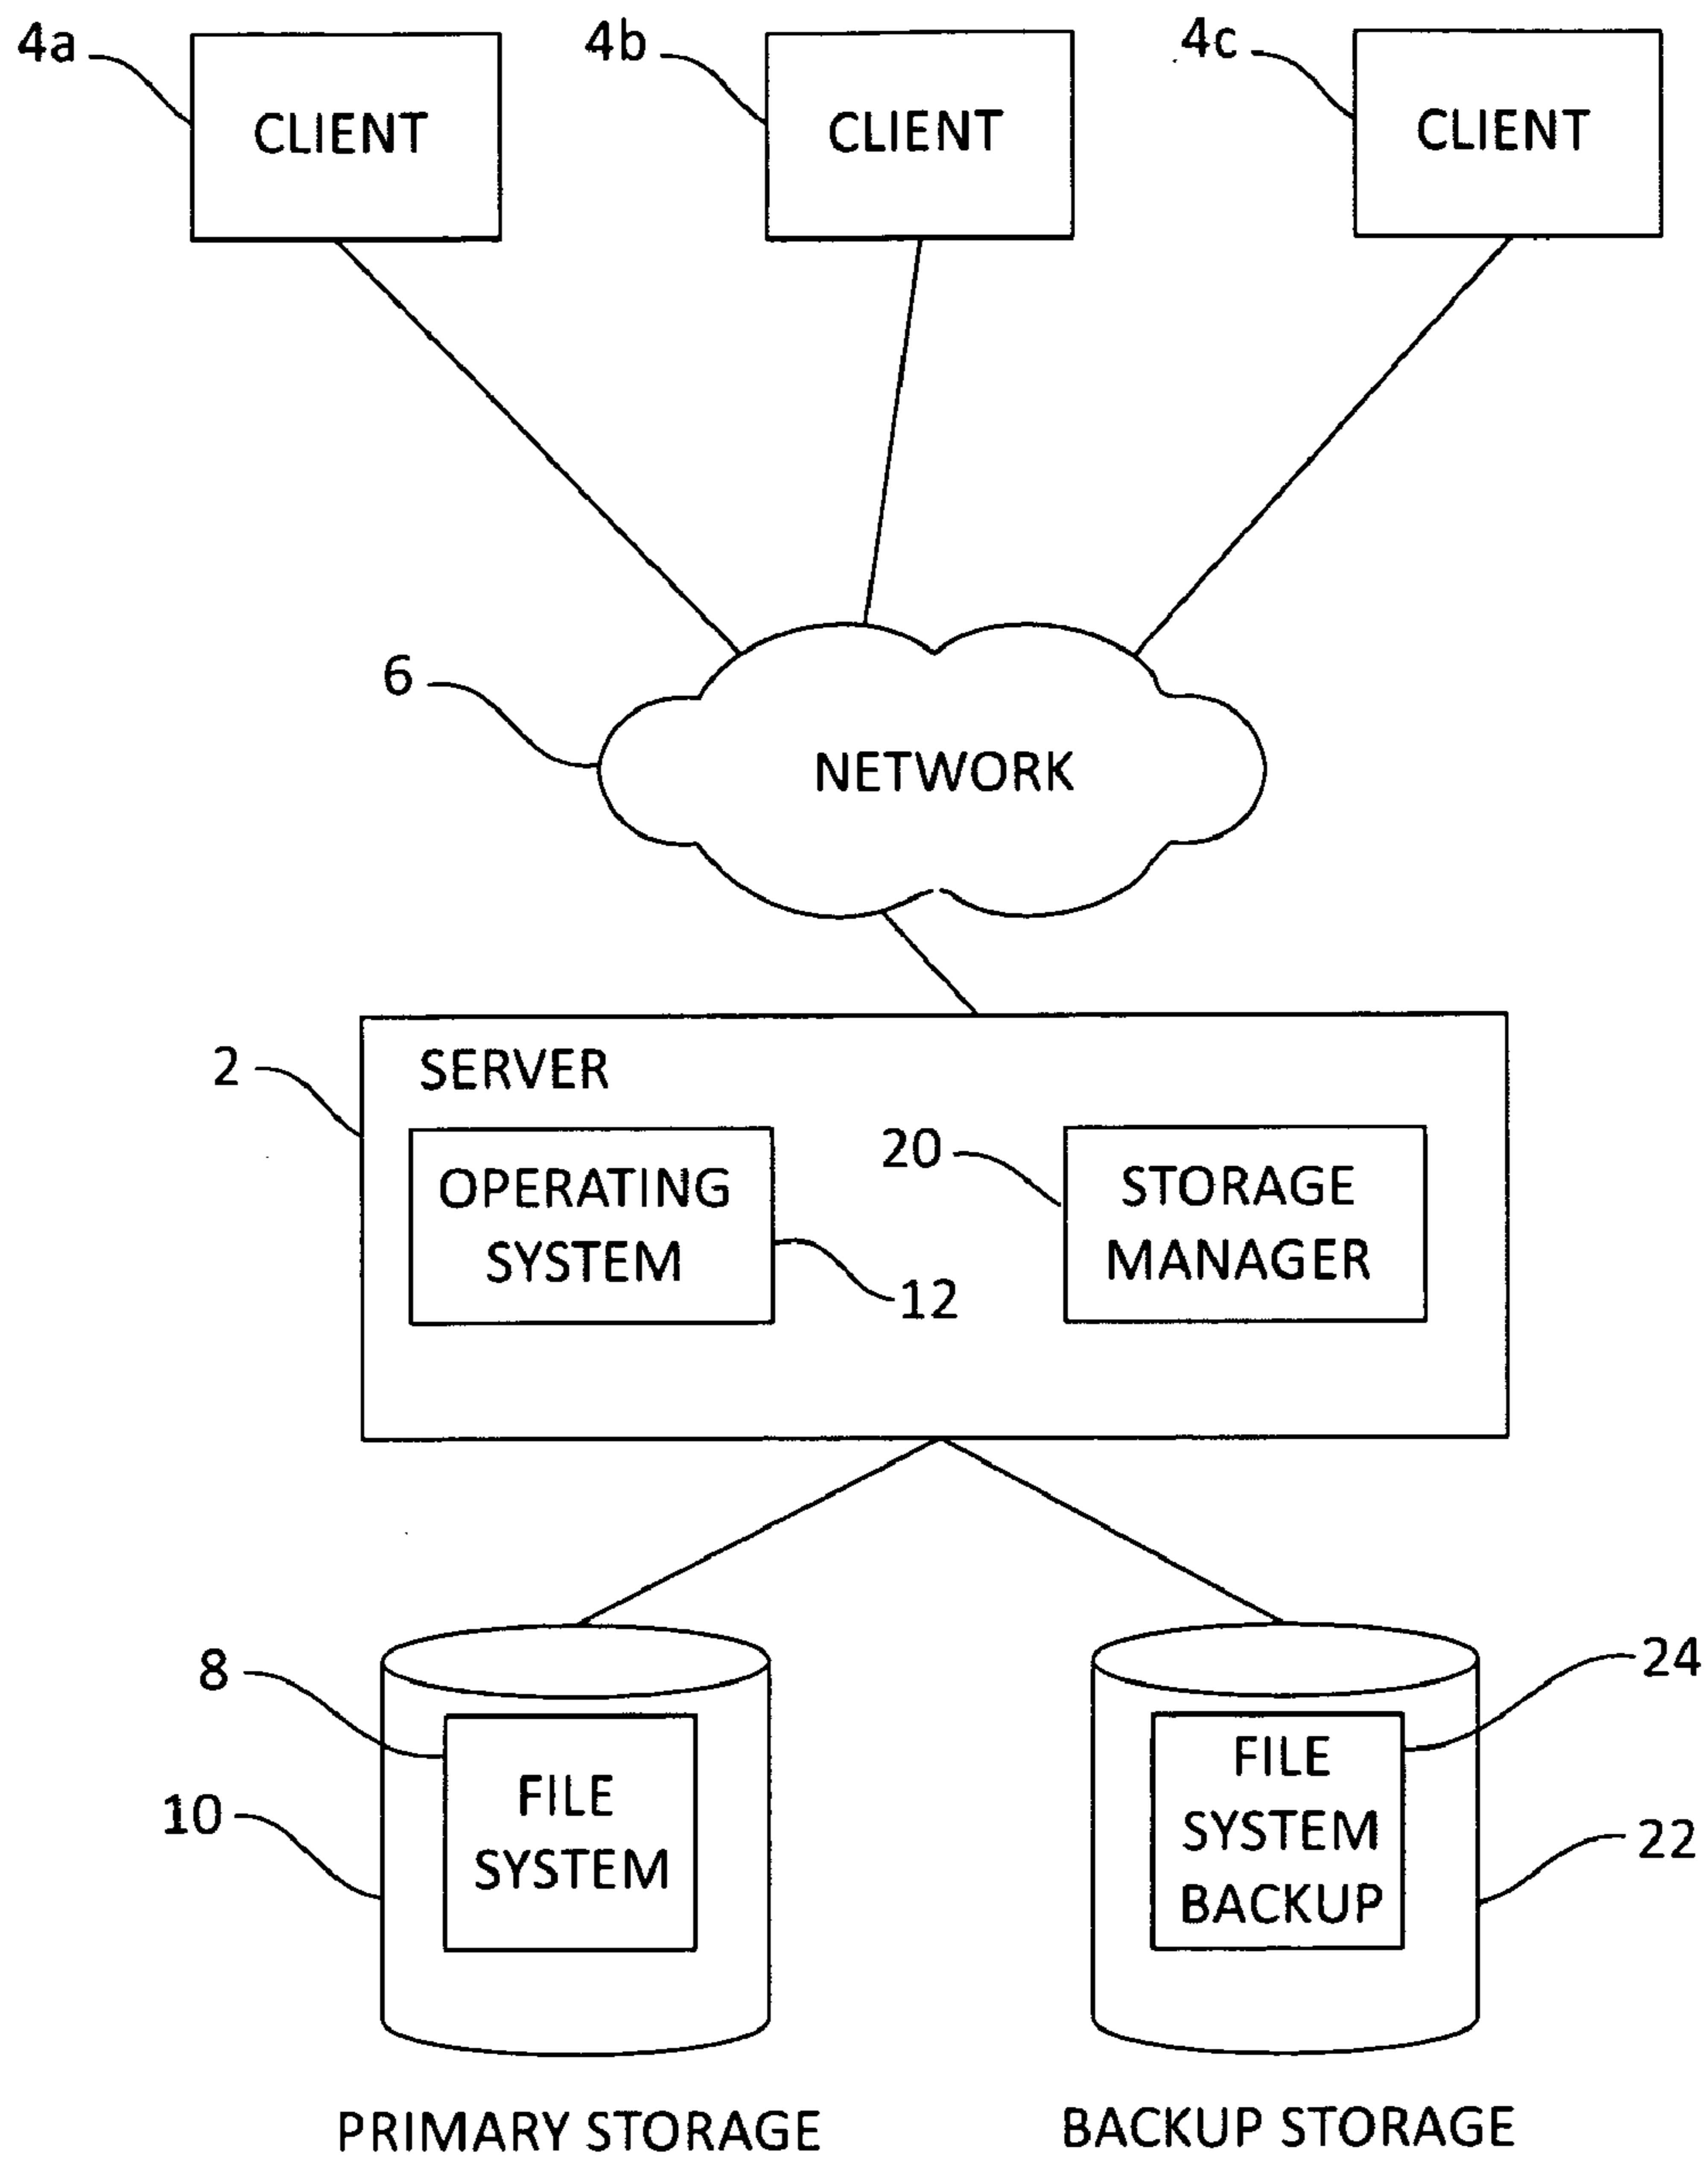 4a
4b
4c
CLIENT
CLIENT
CLIENT
6
NETWORK
2
SERVER
OPERATING
SYSTEM
12
20
STORAGE
MANAGER
8
10
FILE
SYSTEM
24
22
FILE
SYSTEM
BACKUP
PRIMARY STORAGE
BACKUP STORAGE